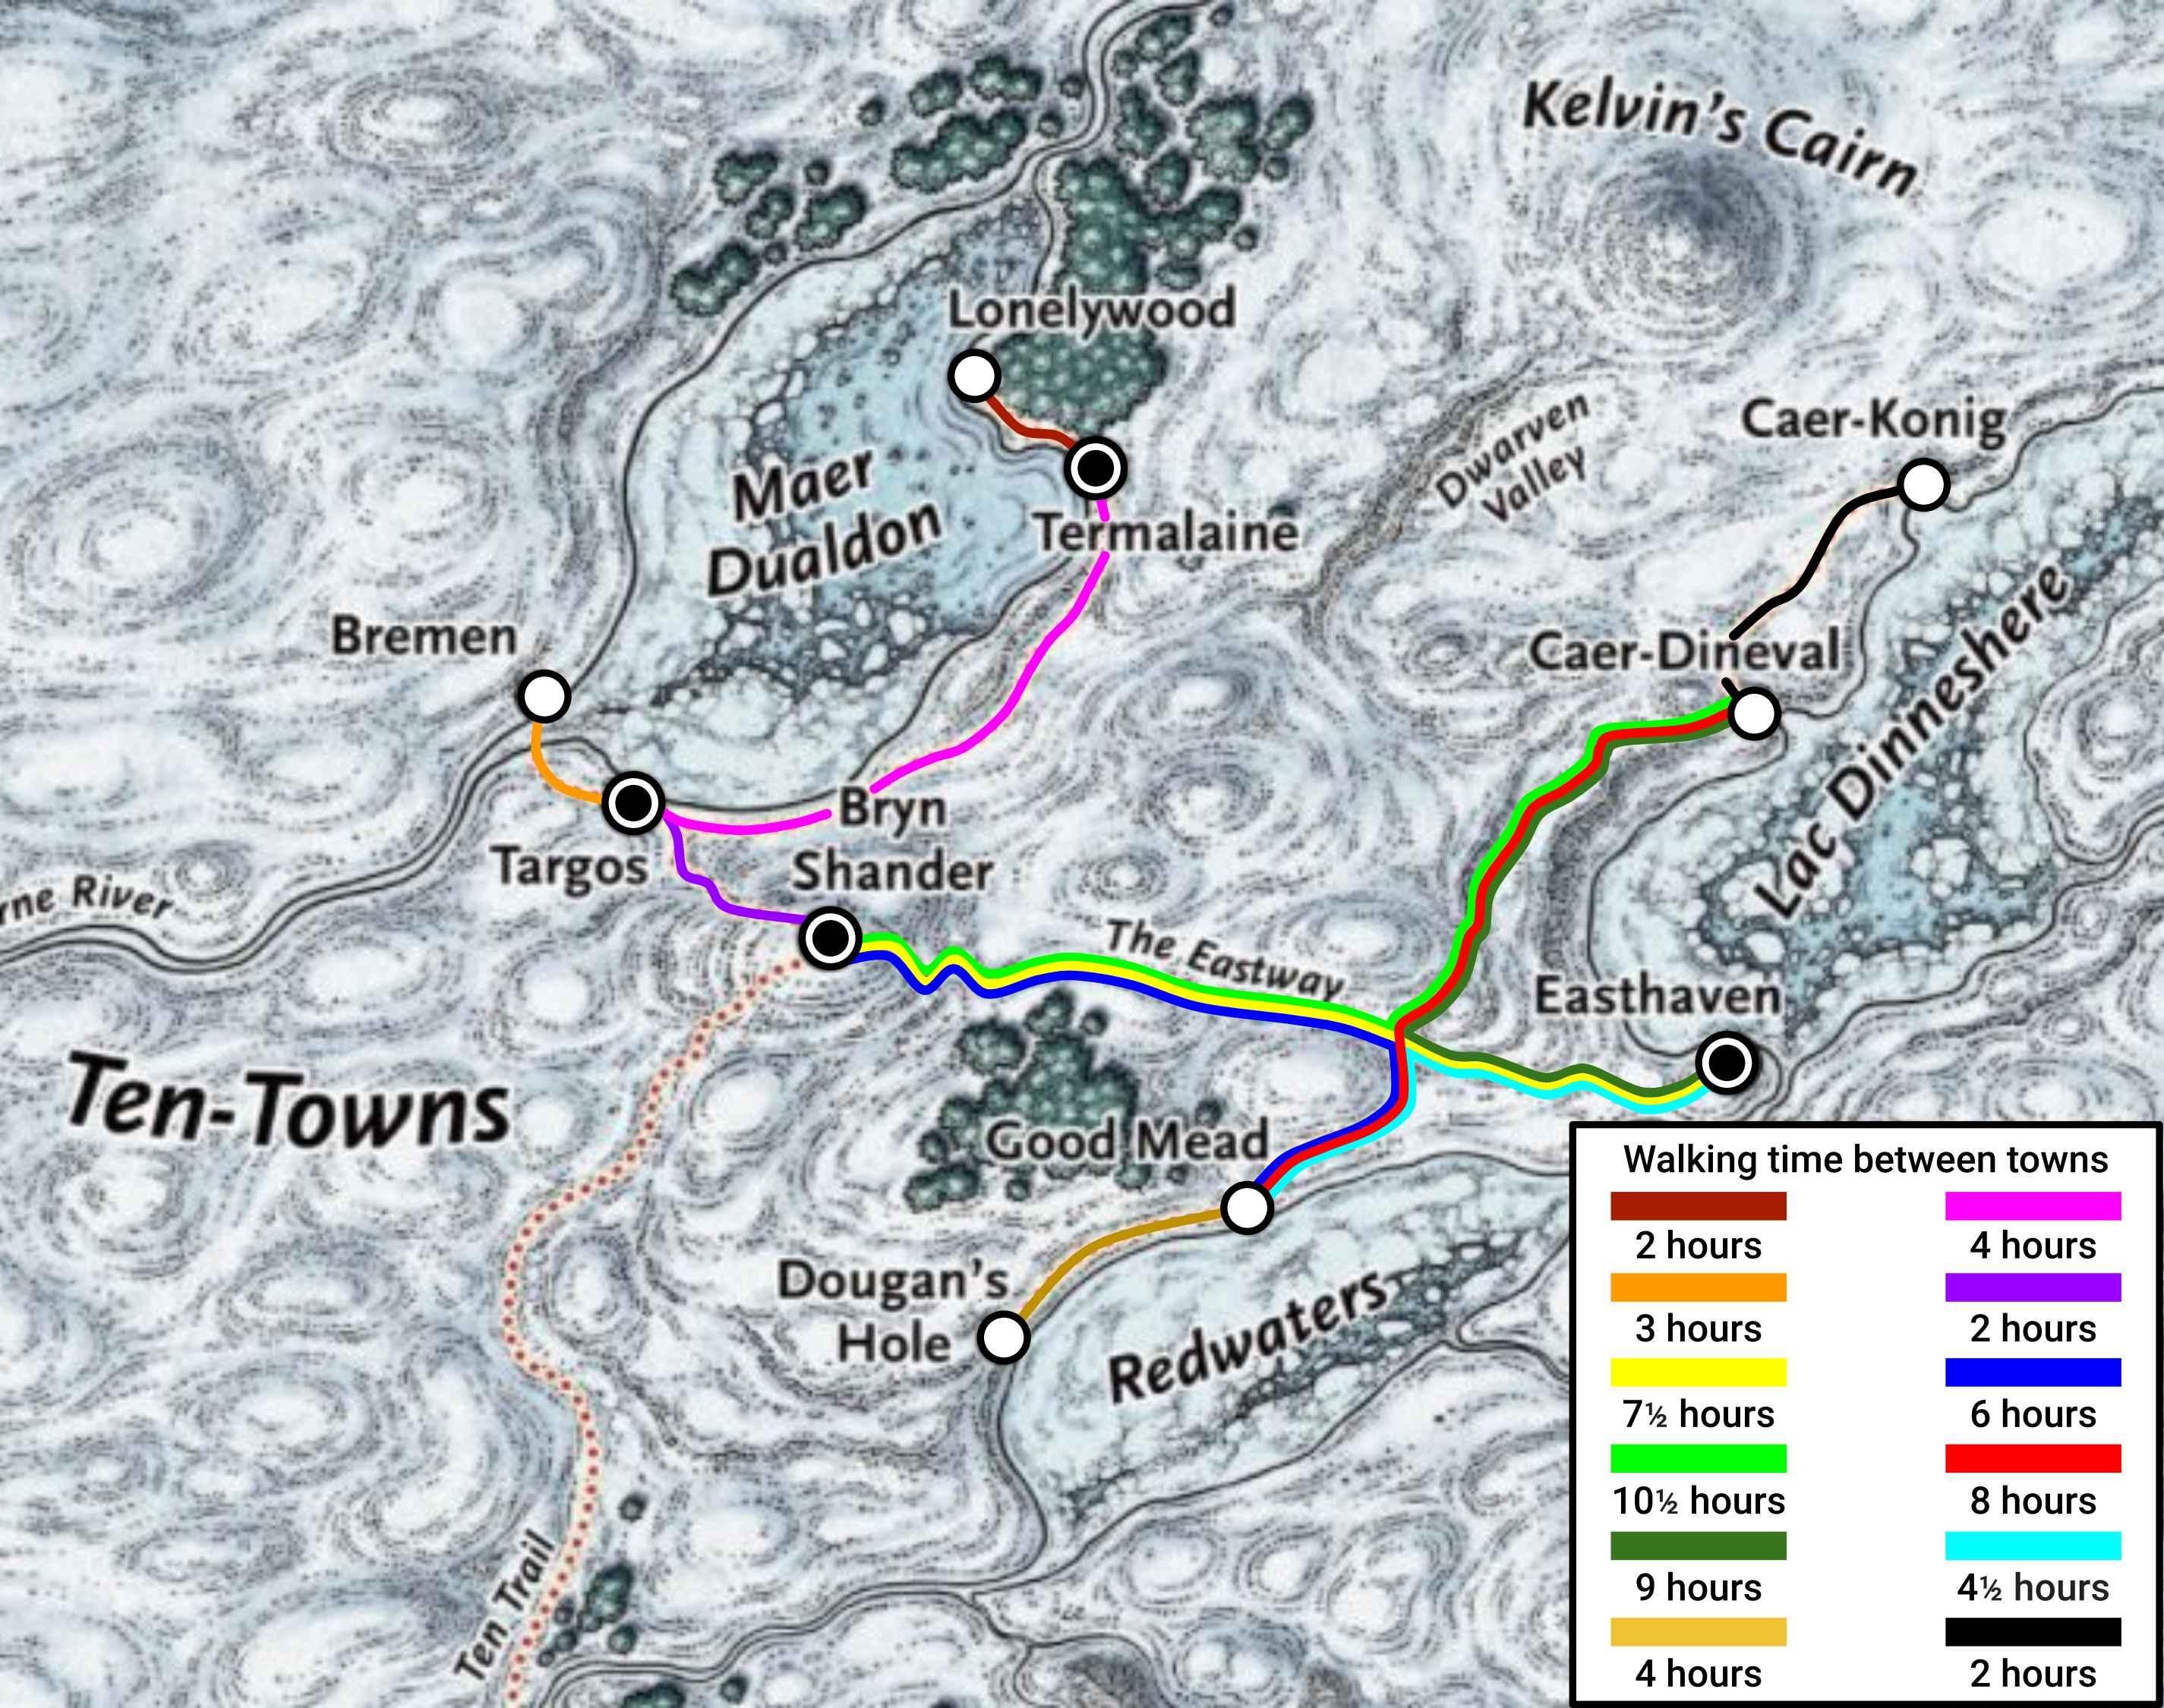 Kelvin's Cairn
Lonelywood
Caer-Konig
Dwarven
Valley
Maer
Dualdon
Termalaine
Bremen
Caer-Dineval
Lac Dinneshere
Bryn
Shander
Targos
rne River
The Eastway
Easthaven
Ten-Towns
Good Mead
Dougan's
Hole
Redwaters
Ten Trail
Walking time between towns
2 hours
4 hours
3 hours
2 hours
7½ hours
6 hours
10½ hours
8 hours
9 hours
4½ hours
4 hours
2 hours